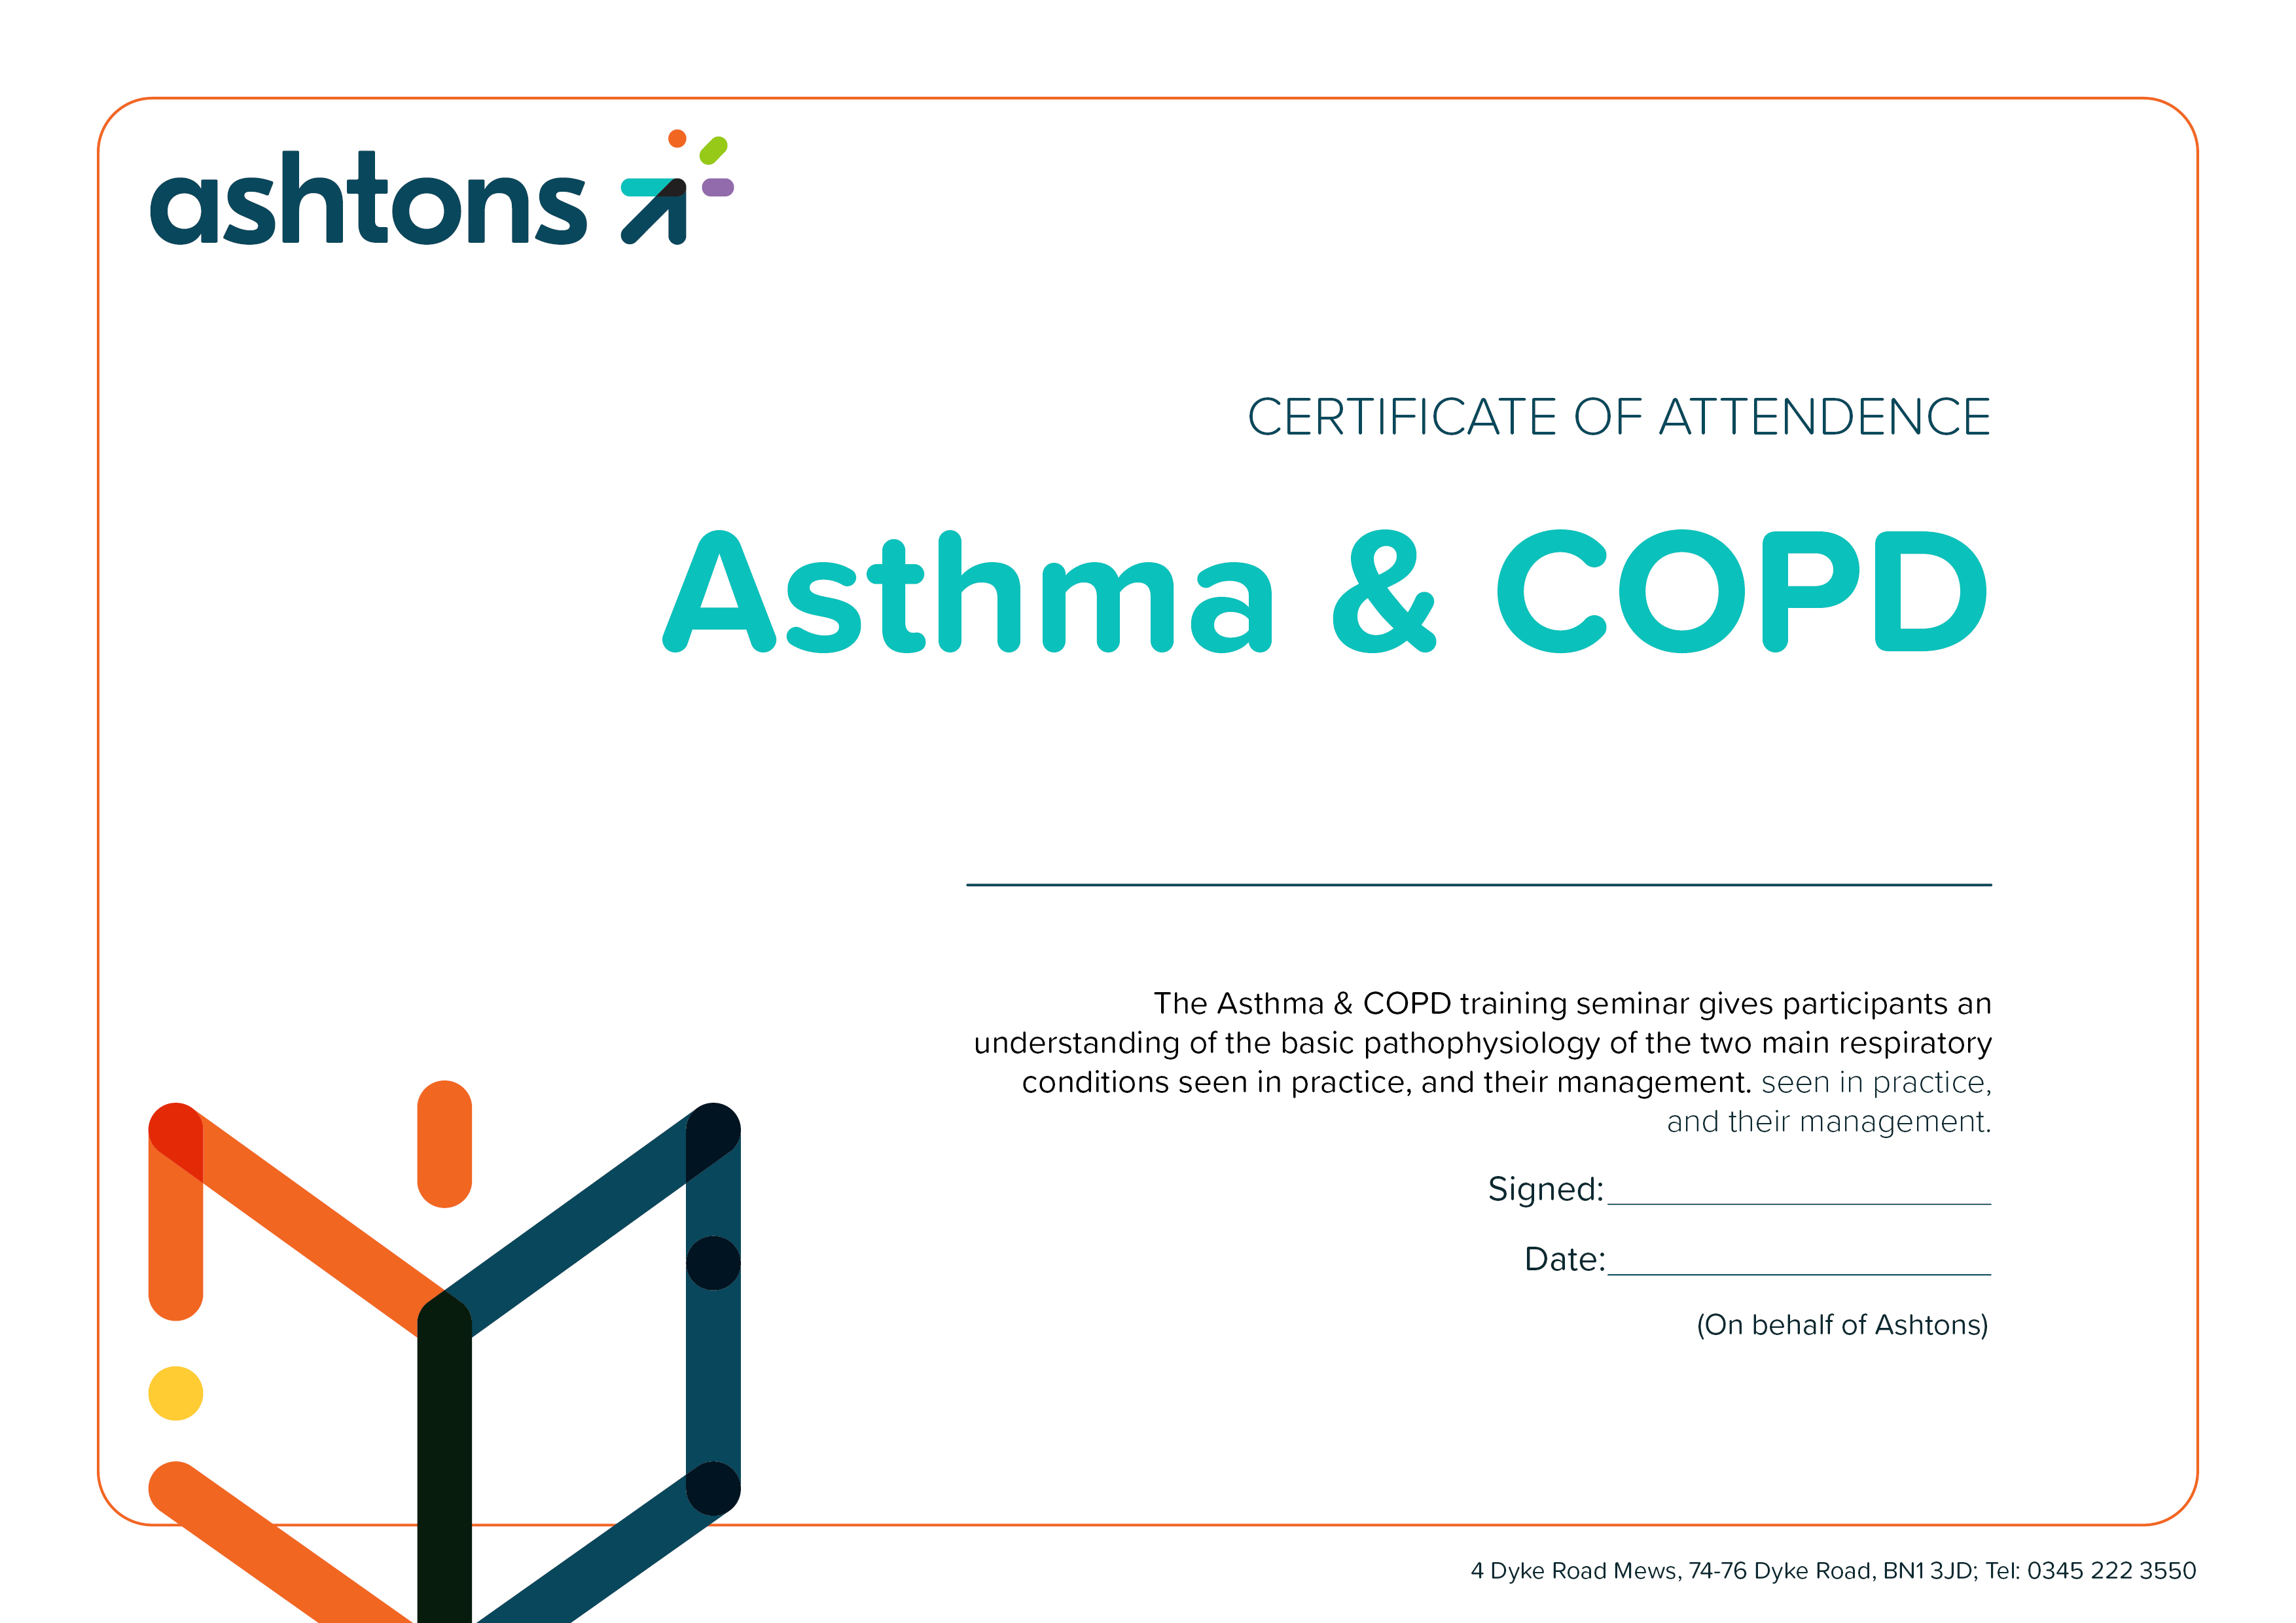 ashtons
CERTIFICATE OF ATTENDENCE
Asthma & COPD
The Asthma & COPD training seminar gives participants an
understanding of the basic pathophysiology of the two main respiratory
conditions seen in practice, and their management. seen in practice,
and their management.
Signed:
Date:
(On behalf of Ashtons)
4 Dyke Road Mews, 74-76 Dyke Road, BN1 3JD; Tel: 0345 222 3550